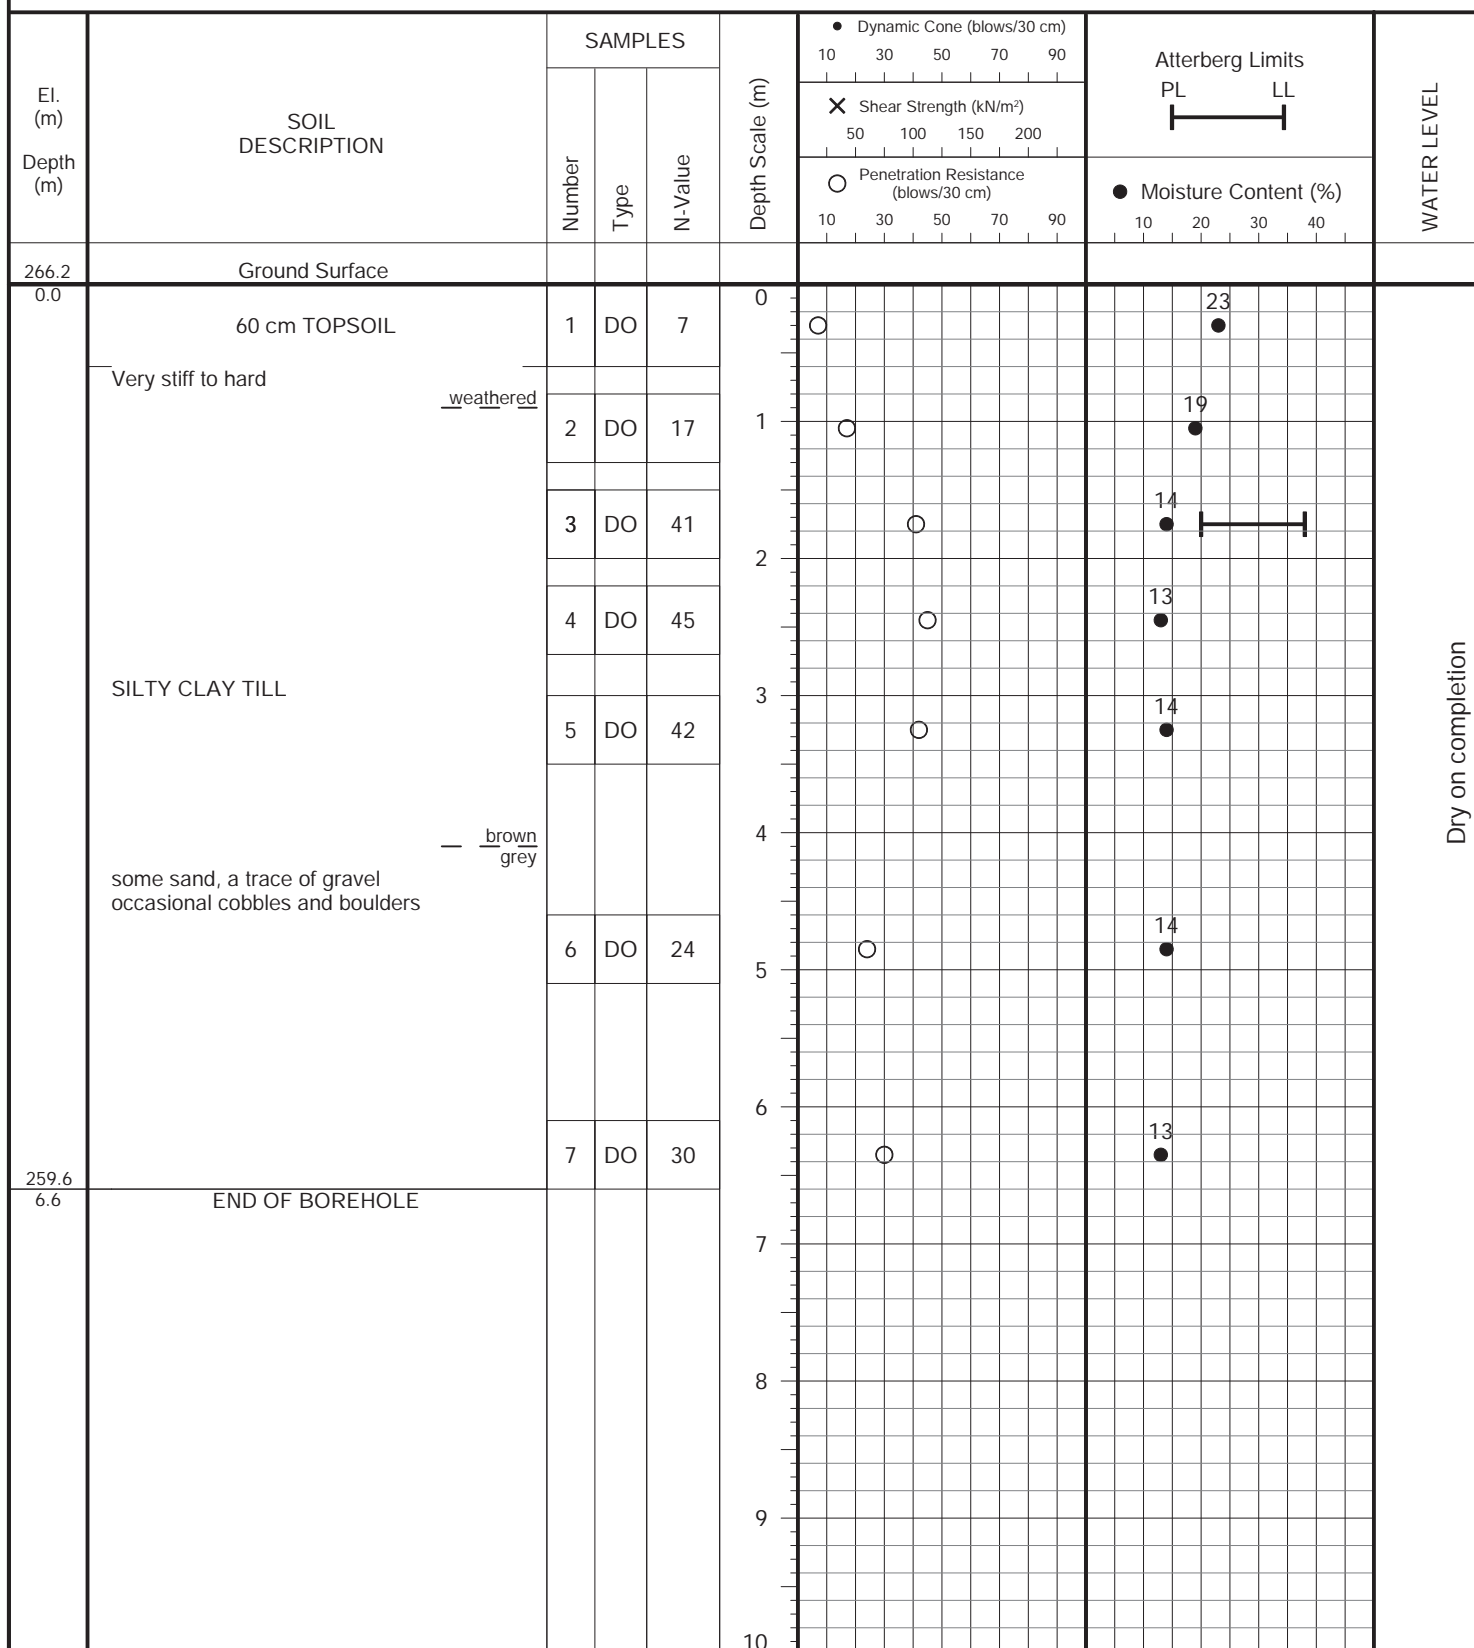 El.
(m)
Depth
(m)
SOIL
DESCRIPTION
SAMPLES
Number
Type
N-Value
Depth Scale (m)
● Dynamic Cone (blows/30 cm)
10 30 50 70 90
✕ Shear Strength (kN/m²)
50 100 150 200
○ Penetration Resistance
(blows/30 cm)
10 30 50 70 90
Atterberg Limits
PL LL
● Moisture Content (%)
10 20 30 40
WATER LEVEL
266.2 Ground Surface
0.0
0
23
60 cm TOPSOIL 1 DO 7
Very stiff to hard
weathered
19
1
2 DO 17
14
3 DO 41
2
13
4 DO 45
SILTY CLAY TILL
3
14
5 DO 42
Dry on completion
4
brown
grey
some sand, a trace of gravel
occasional cobbles and boulders
14
6 DO 24
5
6
13
7 DO 30
259.6
6.6 END OF BOREHOLE
7
8
9
10